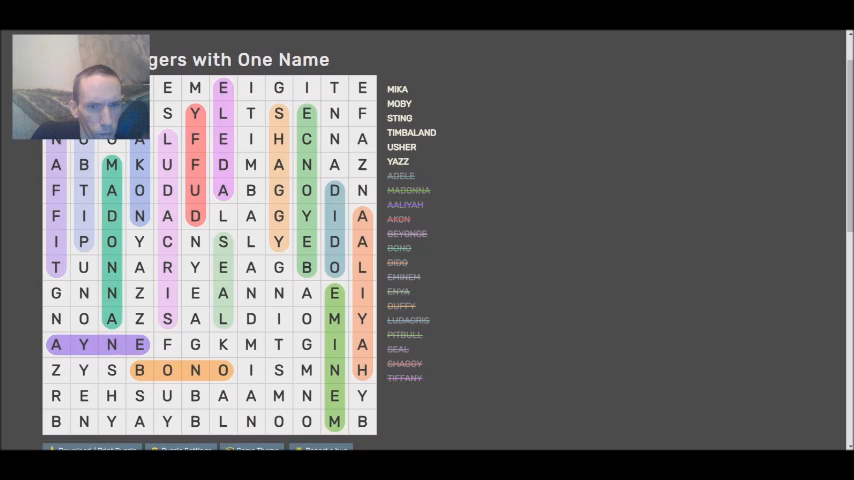 gers with One Name
E M E I G I T E
S Y L T S E N F
N U G A L F E I H C N A
A B M K U F D M A N A Z
F T A O D U A B G O D N
F I D N A D L A G Y I A
I P O Y C N S L Y E D A
T U N A R Y E A G B O L
G N N Z I E A N N A E I
N O A Z S A L D I O M Y
A Y N E F G K M T G I A
Z Y S B O N O I S M N H
R E H S U B A A M N E Y
B N Y A Y B L N O O M B
MIKA
MOBY
STING
TIMBALAND
USHER
YAZZ
ADELE
MADONNA
AALIYAH
AKON
BEYONCE
BONO
DIDO
EMINEM
ENYA
DUFFY
LUDACRIS
PITBULL
SEAL
SHAGGY
TIFFANY